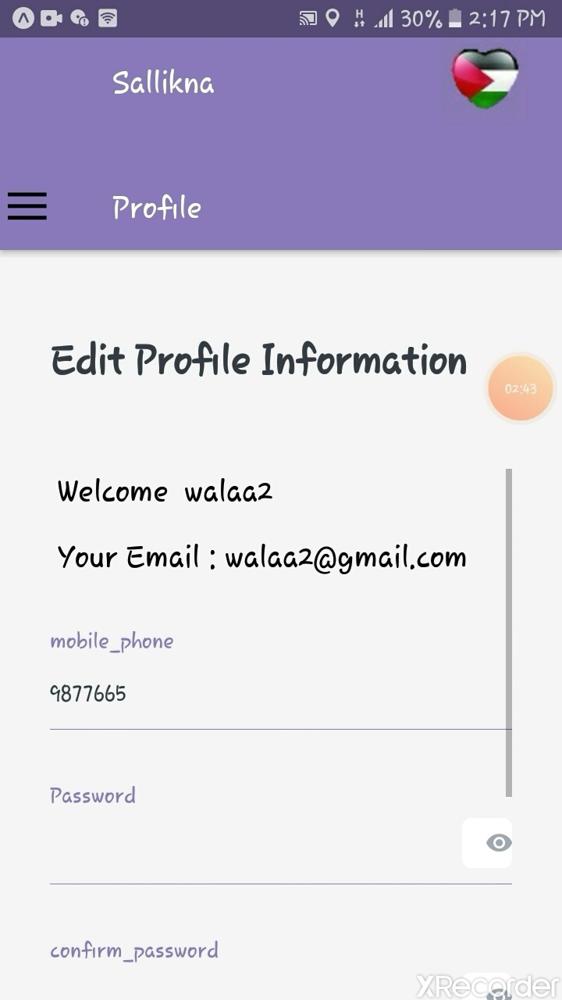 30% 2:17 PM
Sallikna
Profile
Edit Profile Information
02:43
Welcome walaa2
Your Email : walaa2@gmail.com
mobile_phone
9877665
Password
confirm_password
XRecorder